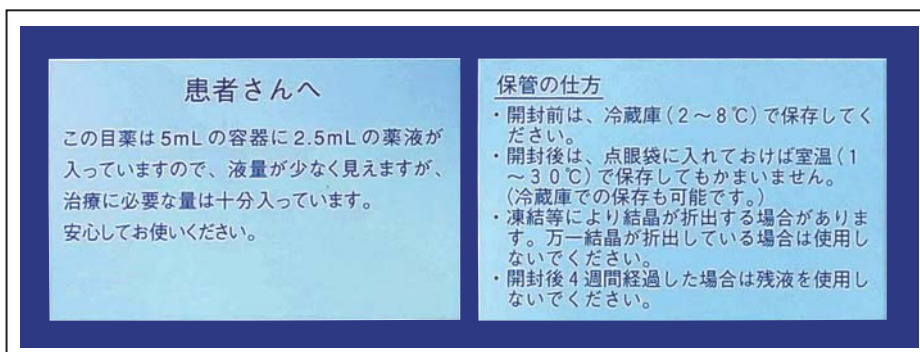 患者さんへ
この目薬は5mLの容器に2.5mLの薬液が
入っていますので、液量が少なく見えますが、
治療に必要な量は十分入っています。
安心してお使いください。
保管の仕方
・開封前は、冷蔵庫(2～8℃)で保存してく
ださい。
・開封後は、点眼袋に入れておけば室温(1
～30℃)で保存してもかまいません。
(冷蔵庫での保存も可能です。)
・凍結等により結晶が折出する場合がありま
す。万一結晶が折出している場合は使用し
ないでください。
・開封後4週間経過した場合は残液を使用し
ないでください。